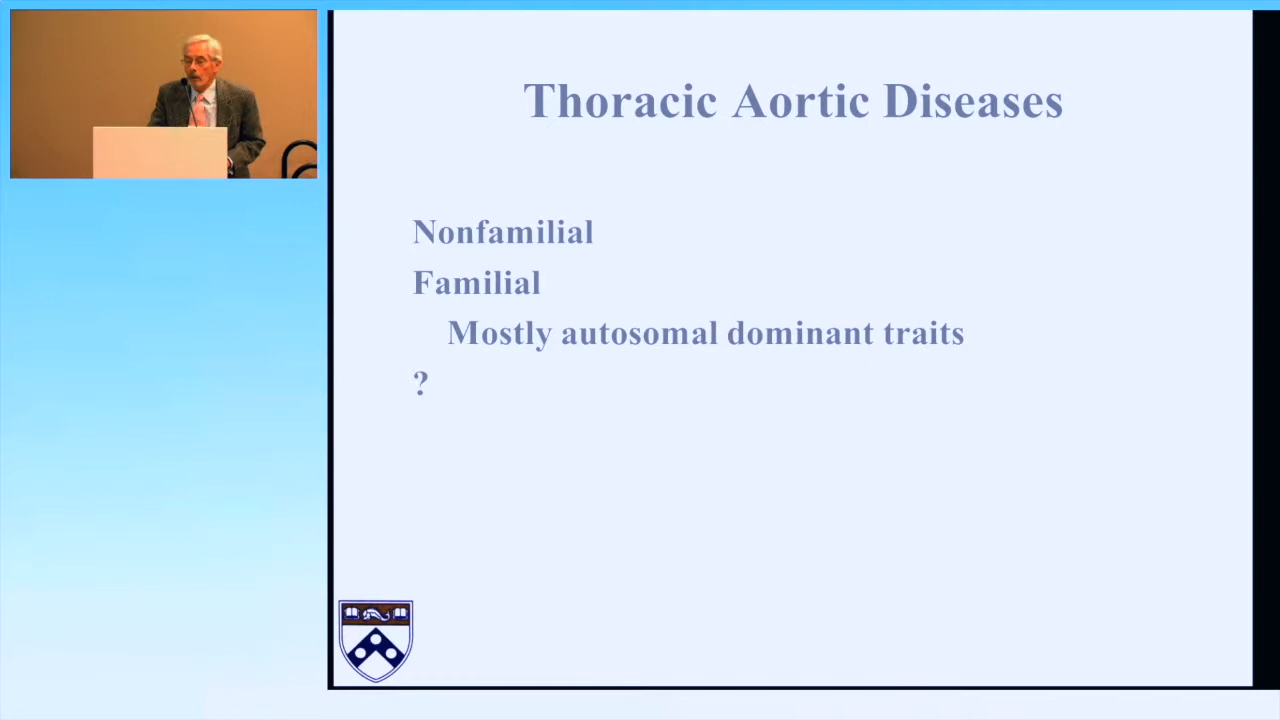 Thoracic Aortic Diseases
Nonfamilial
Familial
Mostly autosomal dominant traits
?